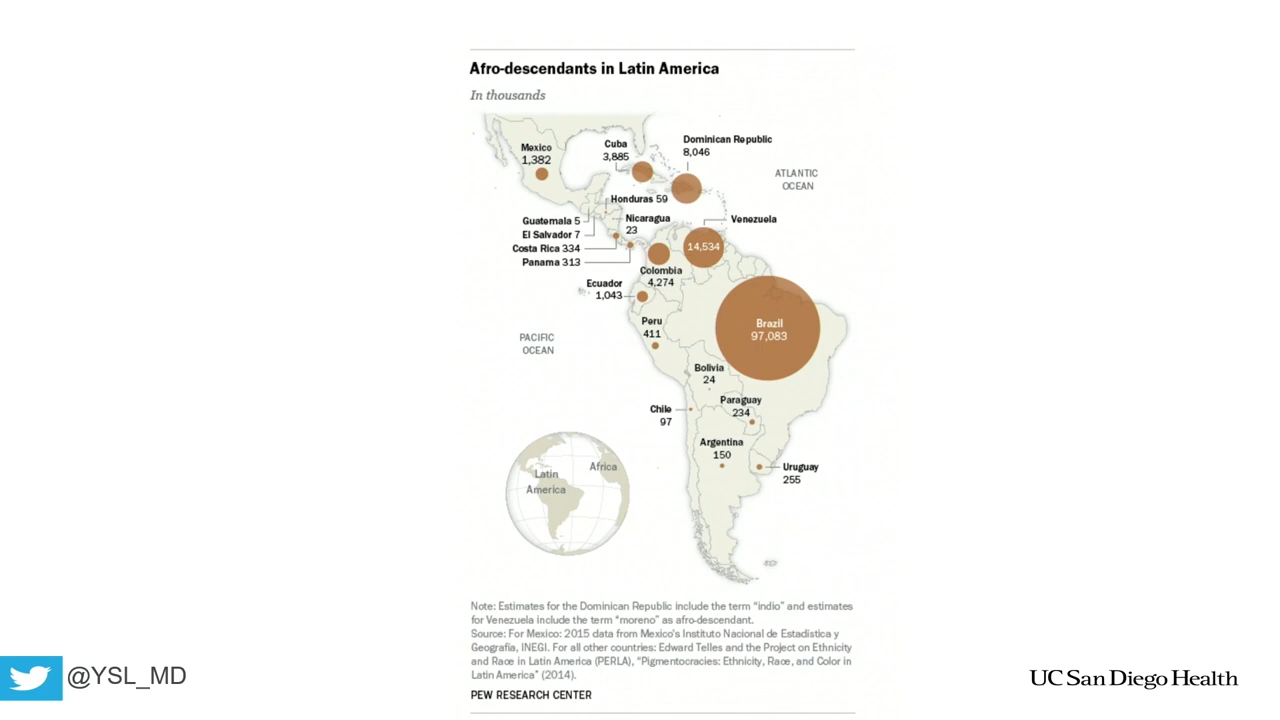 Afro-descendants in Latin America
In thousands
Mexico
1,382
Cuba
3,885
Dominican Republic
8,046
ATLANTIC
OCEAN
Honduras 59
Guatemala 5
Nicaragua
23
Venezuela
El Salvador 7
Costa Rica 334
14,534
Panama 313
Colombia
4,274
Ecuador
1,043
Peru
411
Brazil
97,083
PACIFIC
OCEAN
Bolivia
24
Chile
97
Paraguay
234
Argentina
150
Uruguay
255
Latin
America
Africa
Note: Estimates for the Dominican Republic include the term “indio” and estimates
for Venezuela include the term “moreno” as afro-descendant.
Source: For Mexico: 2015 data from Mexico's Instituto Nacional de Estadística y
Geografía, INEGI. For all other countries: Edward Telles and the Project on Ethnicity
and Race in Latin America (PERLA), “Pigmentocracies: Ethnicity, Race, and Color in
Latin America” (2014).
PEW RESEARCH CENTER
@YSL_MD
UC San Diego Health